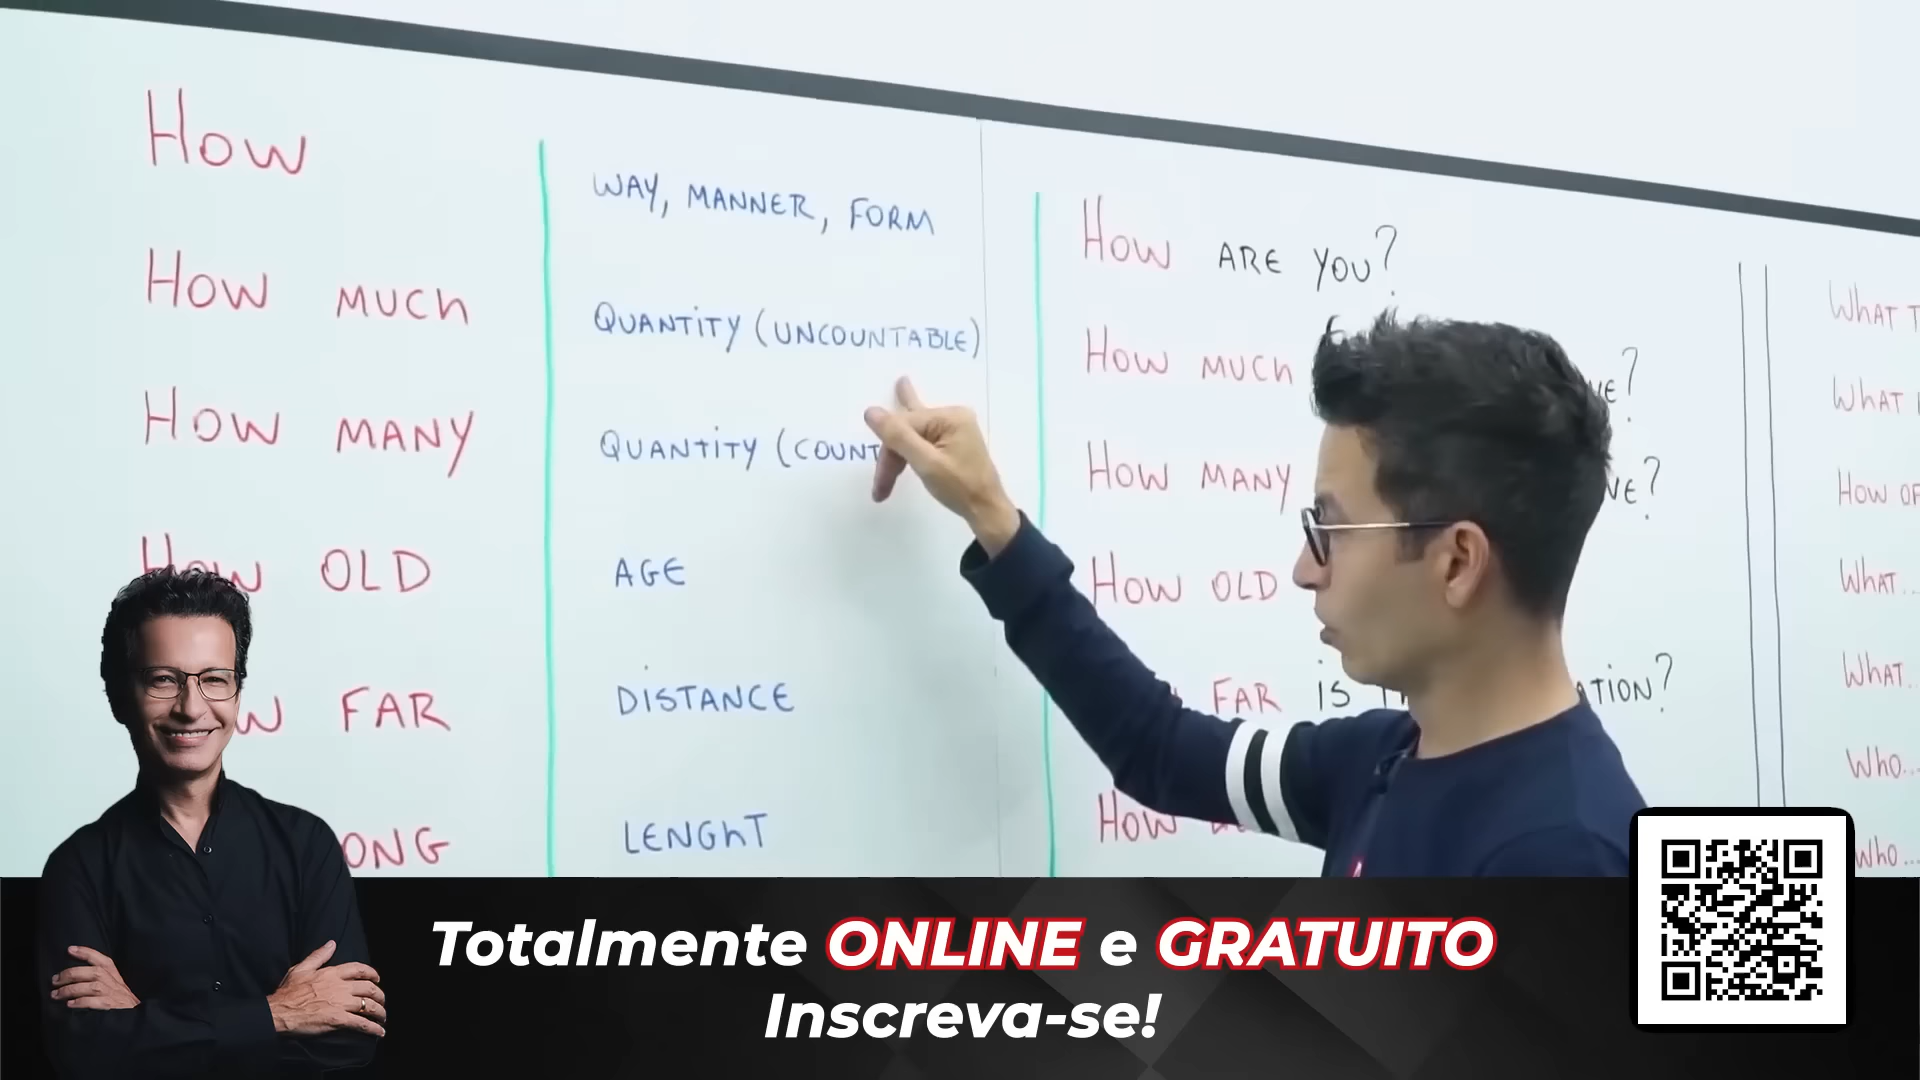 How
How much
How many
How OLD
FAR
WAY, MANNER, FORM
QUANTITY (UNCOUNTABLE)
QUANTITY (COUNT
AGE
DISTANCE
LENGhT
How ARE YOU?
How much
How many
How OLD
FAR is
How
WhAT
WhAT
How OF
WhAT...
WhAT...
Who...
Who...
Totalmente ONLINE e GRATUITO
Inscreva-se!